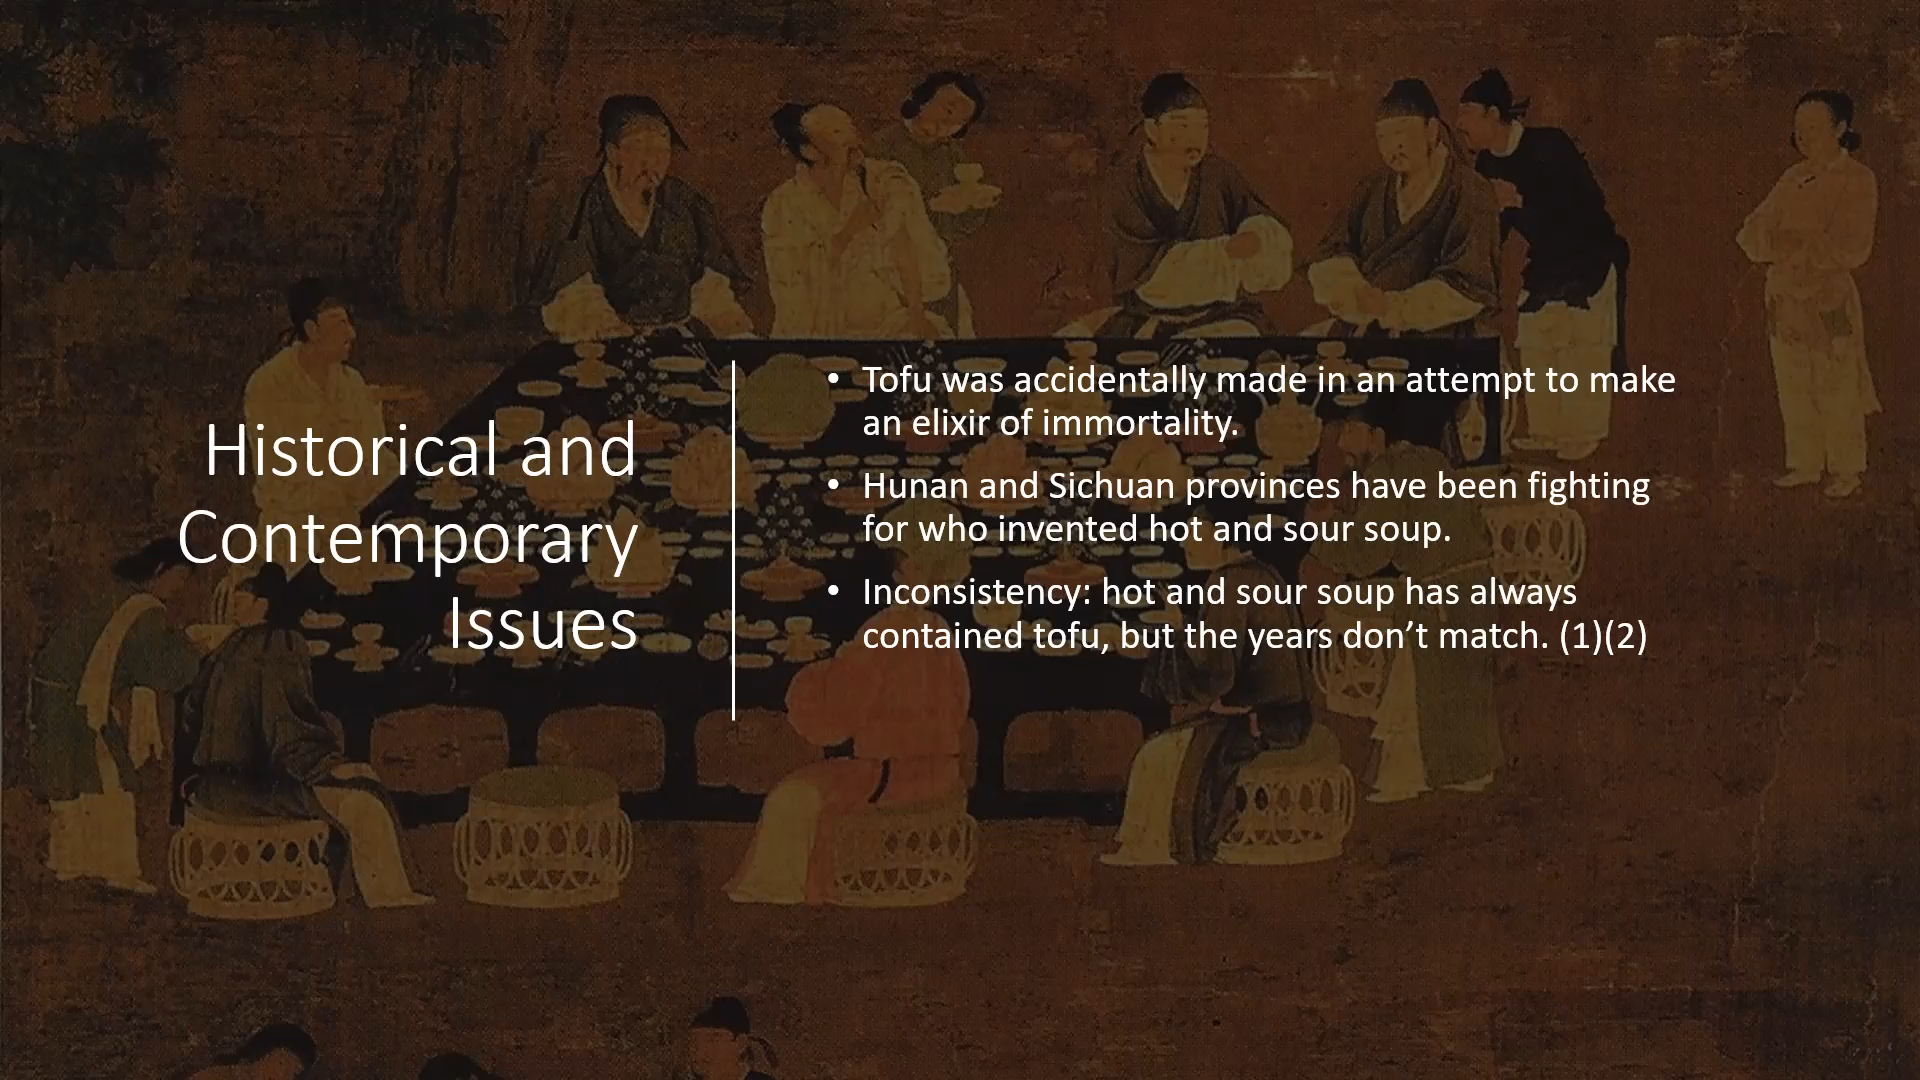 Historical and
Contemporary
Issues
• Tofu was accidentally made in an attempt to make
an elixir of immortality.
• Hunan and Sichuan provinces have been fighting
for who invented hot and sour soup.
• Inconsistency: hot and sour soup has always
contained tofu, but the years don’t match. (1)(2)